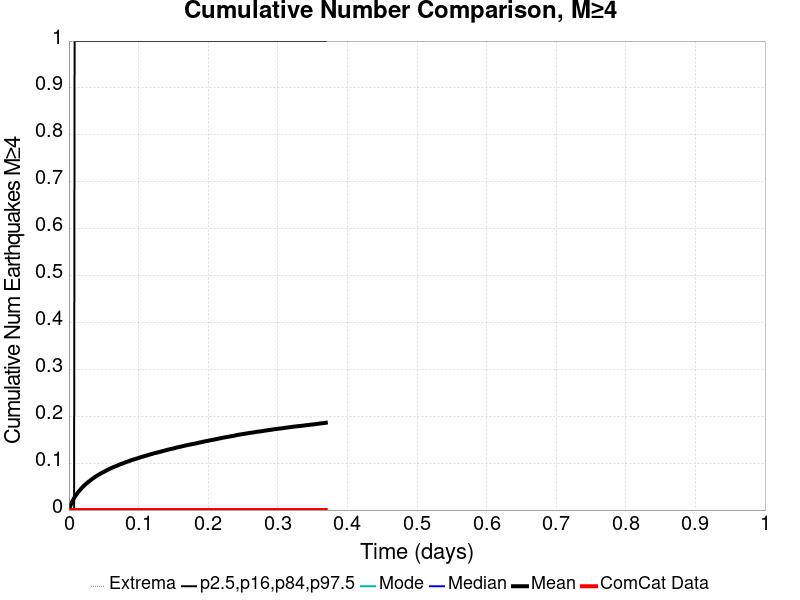 Cumulative Number Comparison, M≥4
Cumulative Num Earthquakes M≥4
1
0.9
0.8
0.7
0.6
0.5
0.4
0.3
0.2
0.1
0
0 0.1 0.2 0.3 0.4 0.5 0.6 0.7 0.8 0.9 1
Time (days)
Extrema p2.5,p16,p84,p97.5 Mode Median Mean ComCat Data